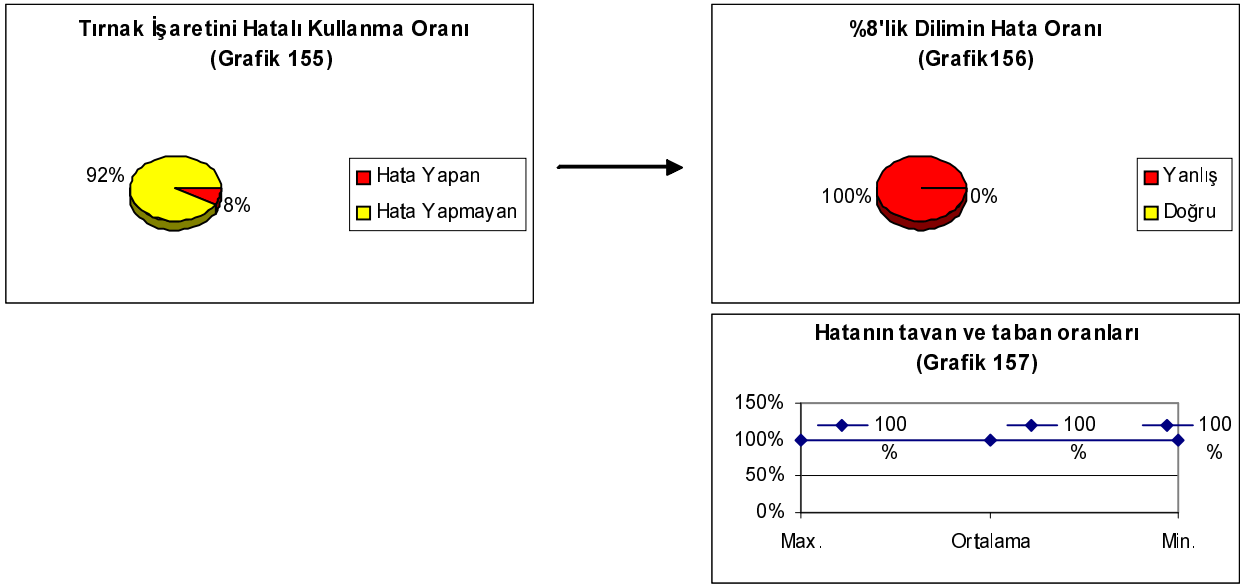 Tırnak İşaretini Hatalı Kullanma Oranı
(Grafik 155)
92%
8%
Hata Yapan
Hata Yapmayan
%8'lik Dilimin Hata Oranı
(Grafik156)
100%
0%
Yanlış
Doğru
Hatanın tavan ve taban oranları
(Grafik 157)
150%
100%
50%
0%
100
%
100
%
100
%
Max.
Ortalama
Min.